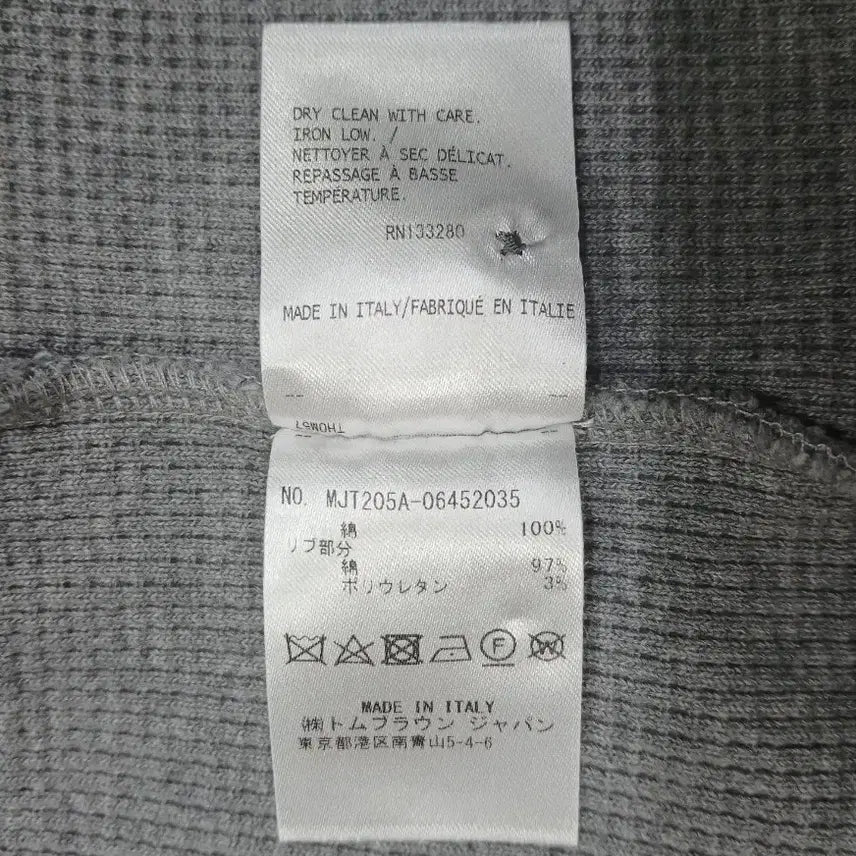 DRY CLEAN WITH CARE.
IRON LOW. /
NETTOYER À SEC DÉLICAT.
REPASSAGE À BASSE
TEMPÉRATURE.
RN133280
MADE IN ITALY/FABRIQUÉ EN ITALIE
THOM57
NO. MJT205A-06452035
綿 100%
リブ部分
綿 97%
ポリウレタン 3%
F W
MADE IN ITALY
㈱トムブラウン ジャパン
東京都港区南青山5-4-6